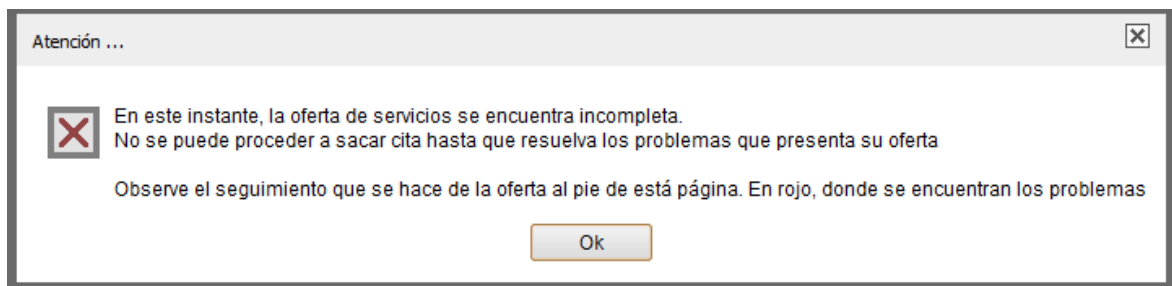 Atención ...
En este instante, la oferta de servicios se encuentra incompleta.
No se puede proceder a sacar cita hasta que resuelva los problemas que presenta su oferta
Observe el seguimiento que se hace de la oferta al pie de está página. En rojo, donde se encuentran los problemas
Ok